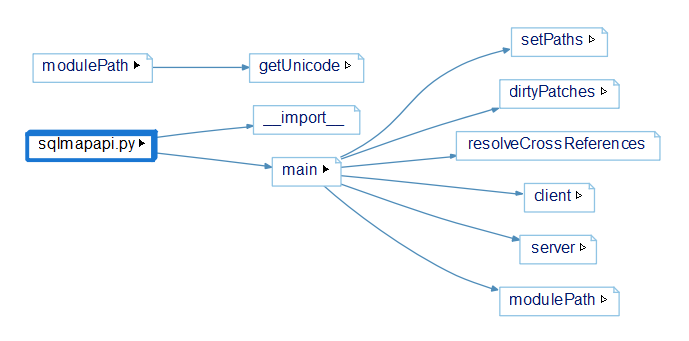 setPaths
modulePath
getUnicode
dirtyPatches
__import__
sqlmapapi.py
resolveCrossReferences
main
client
server
modulePath